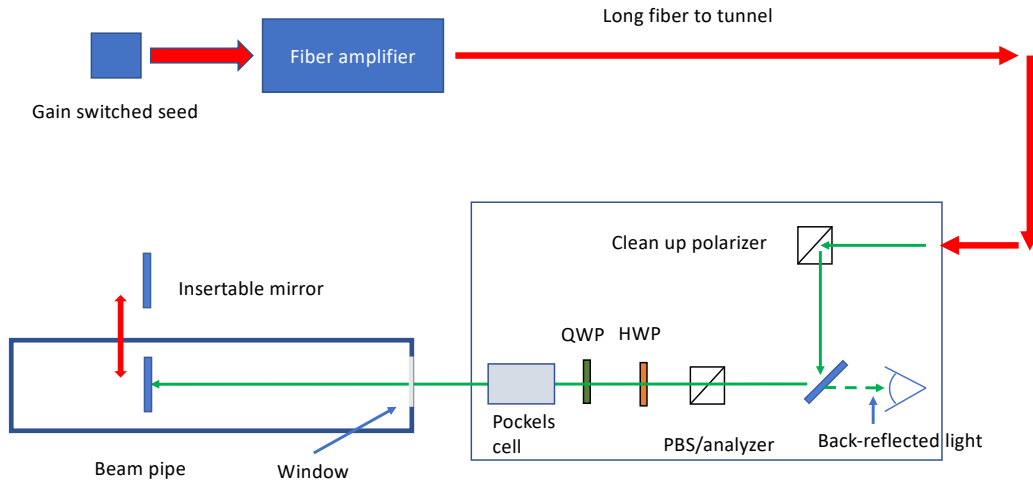 Long fiber to tunnel
Fiber amplifier
Gain switched seed
Clean up polarizer
Insertable mirror
QWP
HWP
Pockels
cell
PBS/analyzer
Back-reflected light
Beam pipe
Window